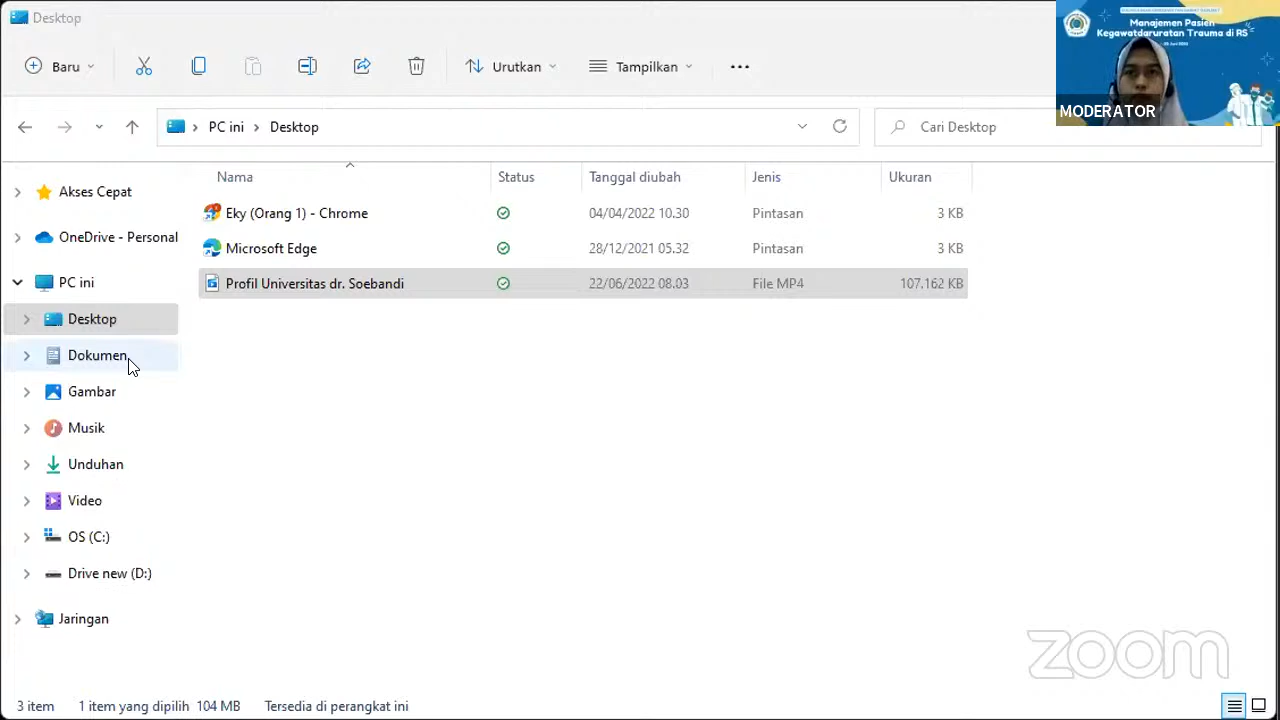 Desktop
Baru
Urutkan
Tampilkan
PC ini
Desktop
Cari Desktop
Manajemen Pasien
Kegawatdaruratan Trauma di RS
MODERATOR
Nama
Status
Tanggal diubah
Jenis
Ukuran
Eky (Orang 1) - Chrome
04/04/2022 10.30
Pintasan
3 KB
Microsoft Edge
28/12/2021 05.32
Pintasan
3 KB
Profil Universitas dr. Soebandi
22/06/2022 08.03
File MP4
107.162 KB
Akses Cepat
OneDrive - Personal
PC ini
Desktop
Dokumen
Gambar
Musik
Unduhan
Video
OS (C:)
Drive new (D:)
Jaringan
zoom
3 item
1 item yang dipilih 104 MB
Tersedia di perangkat ini